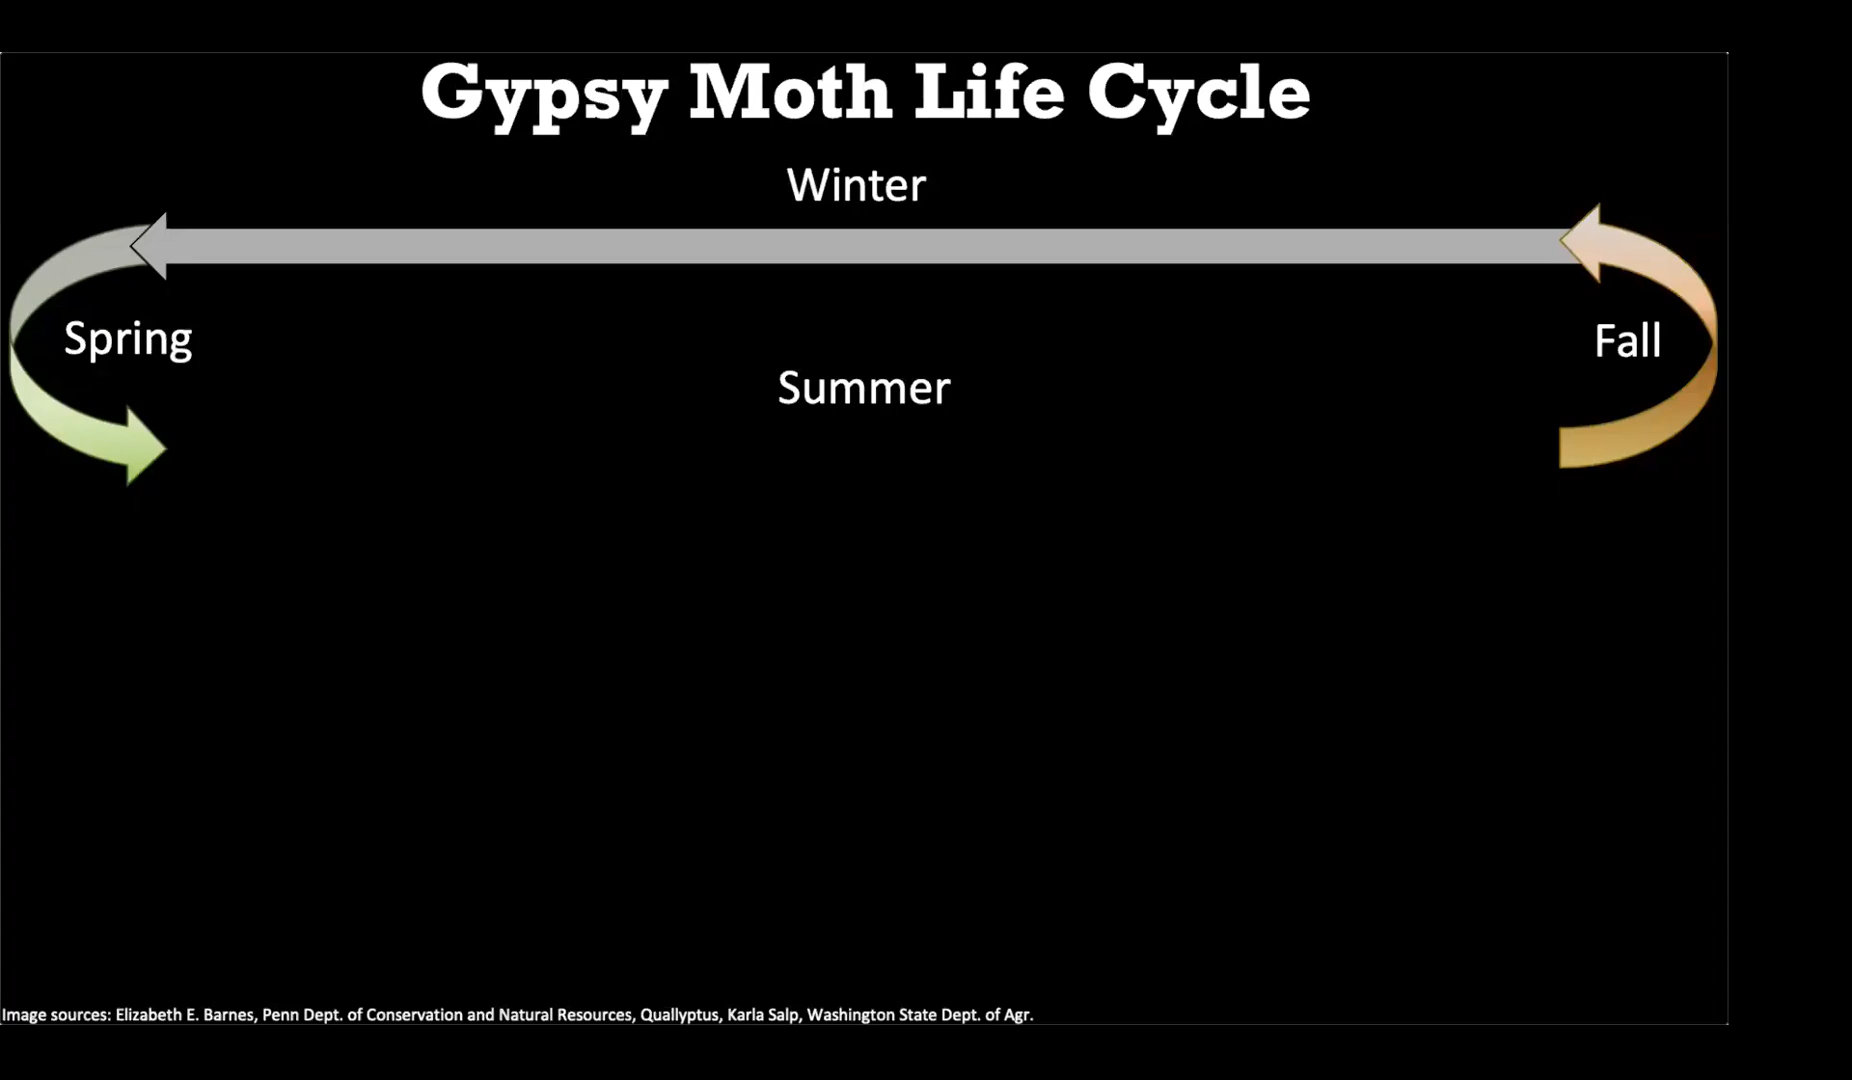 Gypsy Moth Life Cycle
Winter
Spring
Fall
Summer
Image sources: Elizabeth E. Barnes, Penn Dept. of Conservation and Natural Resources, Quallyptus, Karla Salp, Washington State Dept. of Agr.